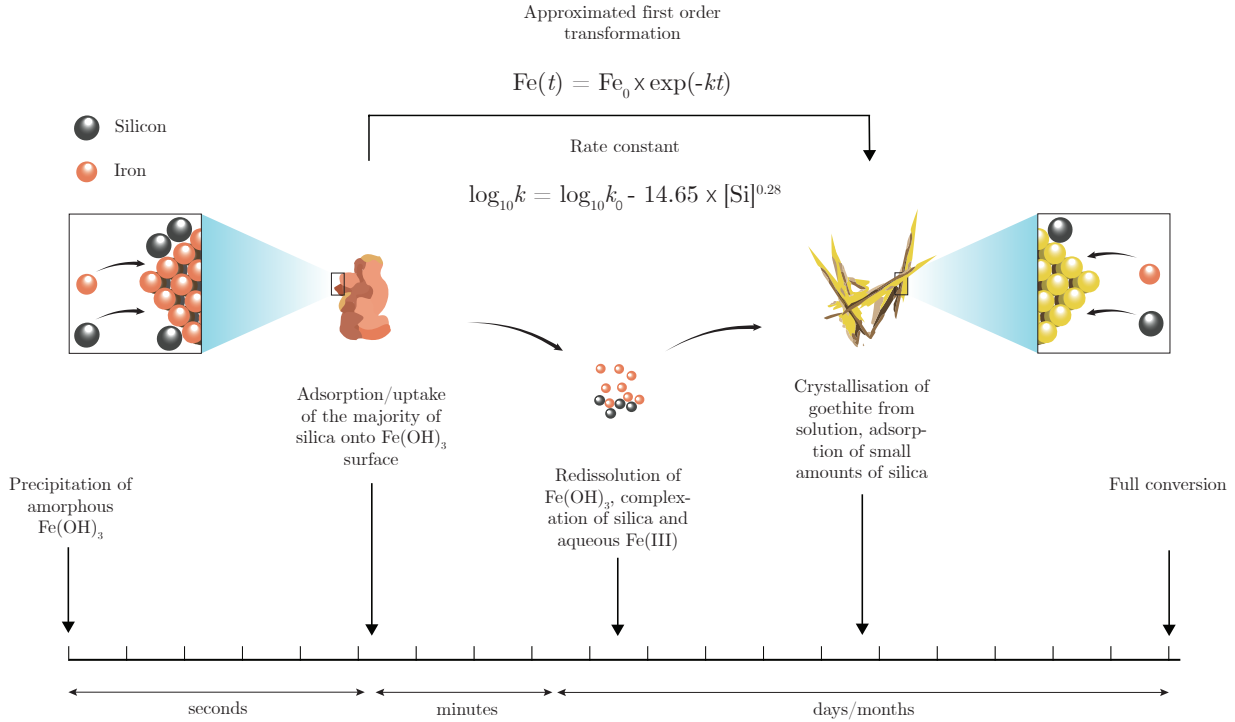 Approximated first order
transformation
Fe(t) = Fe₀ × exp(-kt)
Silicon
Iron
Rate constant
log₁₀k = log₁₀k₀ - 14.65 × [Si]⁰·²⁸
Adsorption/uptake
of the majority of
silica onto Fe(OH)₃
surface
Crystallisation of
goethite from
solution, adsorp-
tion of small
amounts of silica
Precipitation of
amorphous
Fe(OH)₃
Redissolution of
Fe(OH)₃, complex-
ation of silica and
aqueous Fe(III)
Full conversion
seconds
minutes
days/months